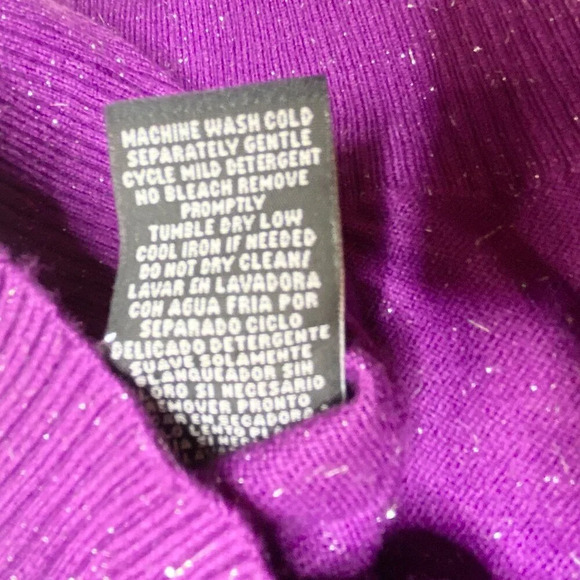 MACHINE WASH COLD
SEPARATELY GENTLE
CYCLE MILD DETERGENT
NO BLEACH REMOVE
PROMPTLY
TUMBLE DRY LOW
COOL IRON IF NEEDED
DO NOT DRY CLEAN/
LAVAR EN LAVADORA
CON AGUA FRIA POR
SEPARADO CICLO
DELICADO DETERGENTE
SUAVE SOLAMENTE
SIN
SI NECESARIO
PRONTO